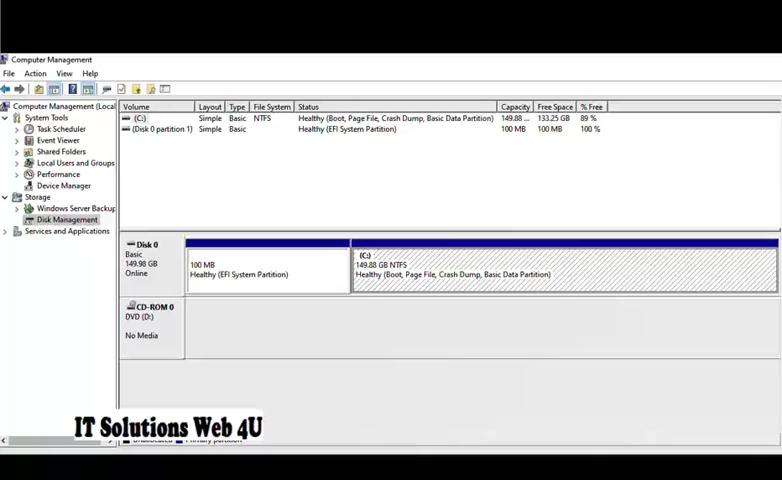 Computer Management
File Action View Help
Computer Management (Local
System Tools
Task Scheduler
Event Viewer
Shared Folders
Local Users and Groups
Performance
Device Manager
Storage
Windows Server Backup
Disk Management
Services and Applications
Volume Layout Type File System Status Capacity Free Space % Free
(C:) Simple Basic NTFS Healthy (Boot, Page File, Crash Dump, Basic Data Partition) 149.88 ... 133.25 GB 89 %
(Disk 0 partition 1) Simple Basic Healthy (EFI System Partition) 100 MB 100 MB 100 %
Disk 0
Basic
149.98 GB
Online
100 MB
Healthy (EFI System Partition)
(C:)
149.88 GB NTFS
Healthy (Boot, Page File, Crash Dump, Basic Data Partition)
CD-ROM 0
DVD (D:)
No Media
IT Solutions Web 4U
Unallocated Primary partition